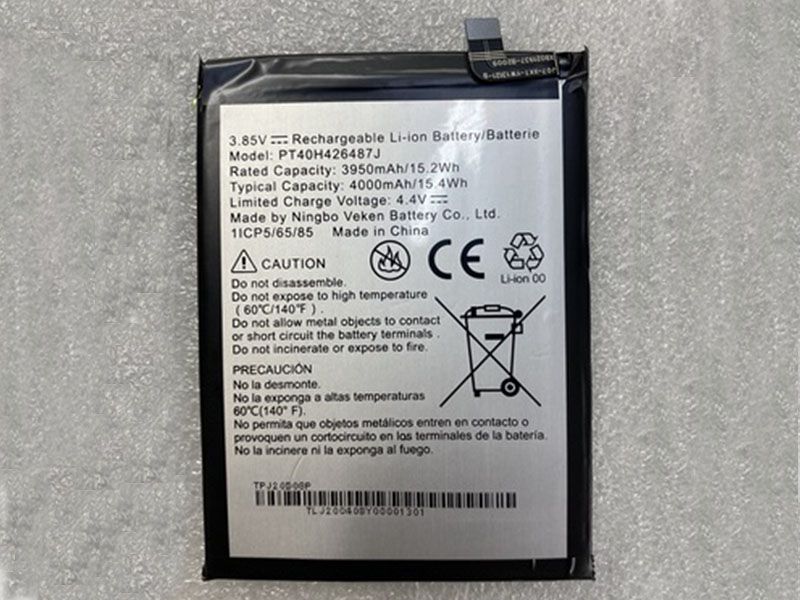 3.85V ⎓ Rechargeable Li-ion Battery/Batterie
Model: PT40H426487J
Rated Capacity: 3950mAh/15.2Wh
Typical Capacity: 4000mAh/15.4Wh
Limited Charge Voltage: 4.4V ⎓
Made by Ningbo Veken Battery Co., Ltd.
1ICP5/65/85 Made in China
CAUTION
CE
Li-ion 00
Do not disassemble.
Do not expose to high temperature
( 60℃/140℉ ) .
Do not allow metal objects to contact
or short circuit the battery terminals .
Do not incinerate or expose to fire.
PRECAUCIÓN
No la desmonte.
No la exponga a altas temperaturas
60℃(140° F).
No permita que objetos metálicos entren en contacto o
provoquen un cortocircuito en las terminales de la batería.
No la incinere ni la exponga al fuego.
TPJ20508P
TLJ200408Y00001301